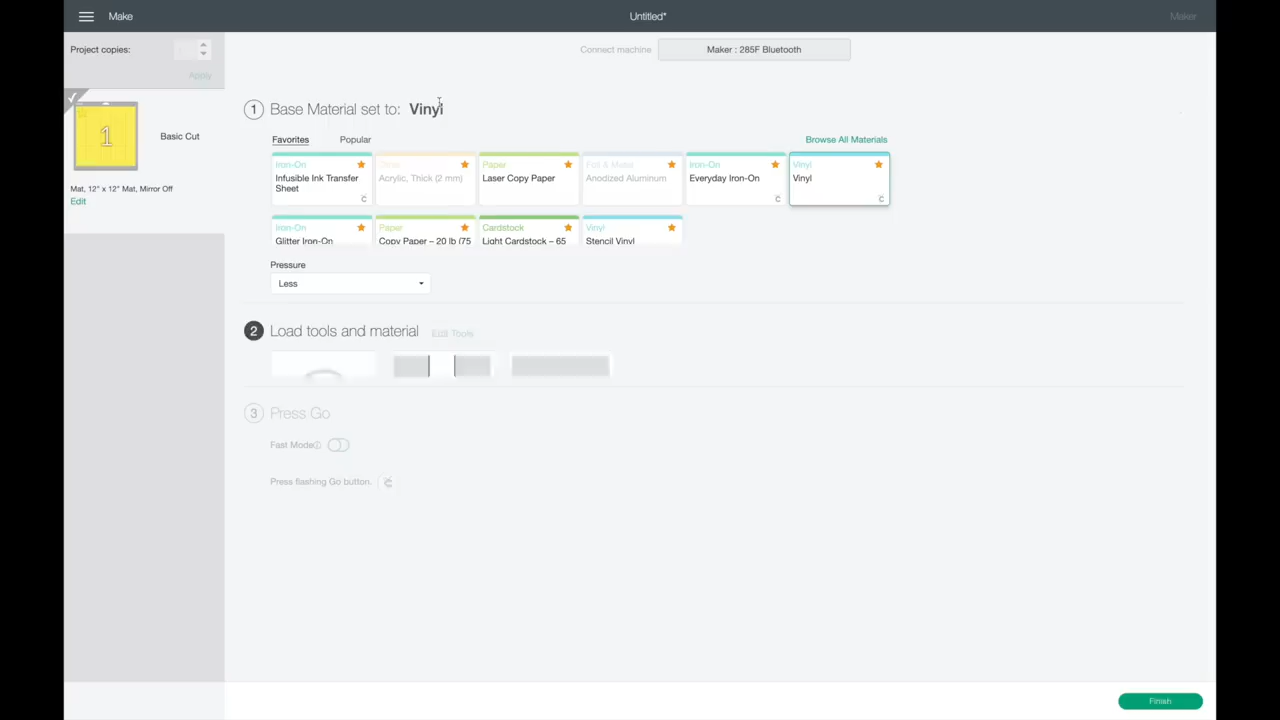 Make
Untitled*
Maker
Project copies:
Apply
Connect machine
Maker : 285F Bluetooth
1
Basic Cut
Mat, 12" x 12" Mat, Mirror Off
Edit
1 Base Material set to: Vinyl
Favorites
Popular
Browse All Materials
Iron-On
Infusible Ink Transfer
Sheet
C
Acrylic, Thick (2 mm)
Paper
Laser Copy Paper
Foil & Metal
Anodized Aluminum
Iron-On
Everyday Iron-On
C
Vinyl
Vinyl
C
Iron-On
Glitter Iron-On
Paper
Copy Paper – 20 lb (75
Cardstock
Light Cardstock – 65
Vinyl
Stencil Vinyl
Pressure
Less
2 Load tools and material
Edit Tools
3 Press Go
Fast Mode
Press flashing Go button.
Finish